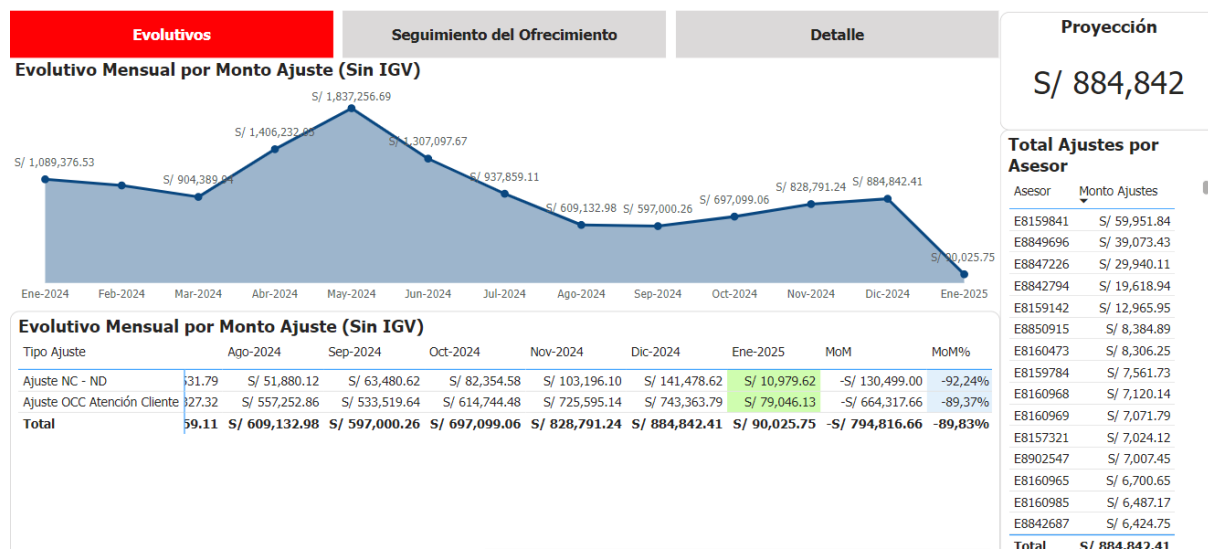 Evolutivos
Seguimiento del Ofrecimiento
Detalle
Proyección
S/ 884,842
Evolutivo Mensual por Monto Ajuste (Sin IGV)
S/ 1,089,376.53
S/ 1,406,232.
S/ 1,837,256.69
S/ 1,307,097.67
S/ 937,859.11
S/ 609,132.98
S/ 597,000.26
S/ 697,099.06
S/ 828,791.24
S/ 884,842.41
S/ 90,025.75
Ene-2024 Feb-2024 Mar-2024 Abr-2024 May-2024 Jun-2024 Jul-2024 Ago-2024 Sep-2024 Oct-2024 Nov-2024 Dic-2024 Ene-2025
Evolutivo Mensual por Monto Ajuste (Sin IGV)
Tipo Ajuste Ago-2024 Sep-2024 Oct-2024 Nov-2024 Dic-2024 Ene-2025 MoM MoM%
Ajuste NC - ND 531.79 S/ 51,880.12 S/ 63,480.62 S/ 82,354.58 S/ 103,196.10 S/ 141,478.62 S/ 10,979.62 -S/ 130,499.00 -92,24%
Ajuste OCC Atención Cliente 327.32 S/ 557,252.86 S/ 533,519.64 S/ 614,744.48 S/ 725,595.14 S/ 743,363.79 S/ 79,046.13 -S/ 664,317.66 -89,37%
Total 59.11 S/ 609,132.98 S/ 597,000.26 S/ 697,099.06 S/ 828,791.24 S/ 884,842.41 S/ 90,025.75 -S/ 794,816.66 -89,83%
Total Ajustes por
Asesor
Asesor Monto Ajustes
E8159841 S/ 59,951.84
E8849696 S/ 39,073.43
E8847226 S/ 29,940.11
E8842794 S/ 19,618.94
E8159142 S/ 12,965.95
E8850915 S/ 8,384.89
E8160473 S/ 8,306.25
E8159784 S/ 7,561.73
E8160968 S/ 7,120.14
E8160969 S/ 7,071.79
E8157321 S/ 7,024.12
E8902547 S/ 7,007.45
E8160965 S/ 6,700.65
E8160985 S/ 6,487.17
E8842687 S/ 6,424.75
Total S/ 884,842.41